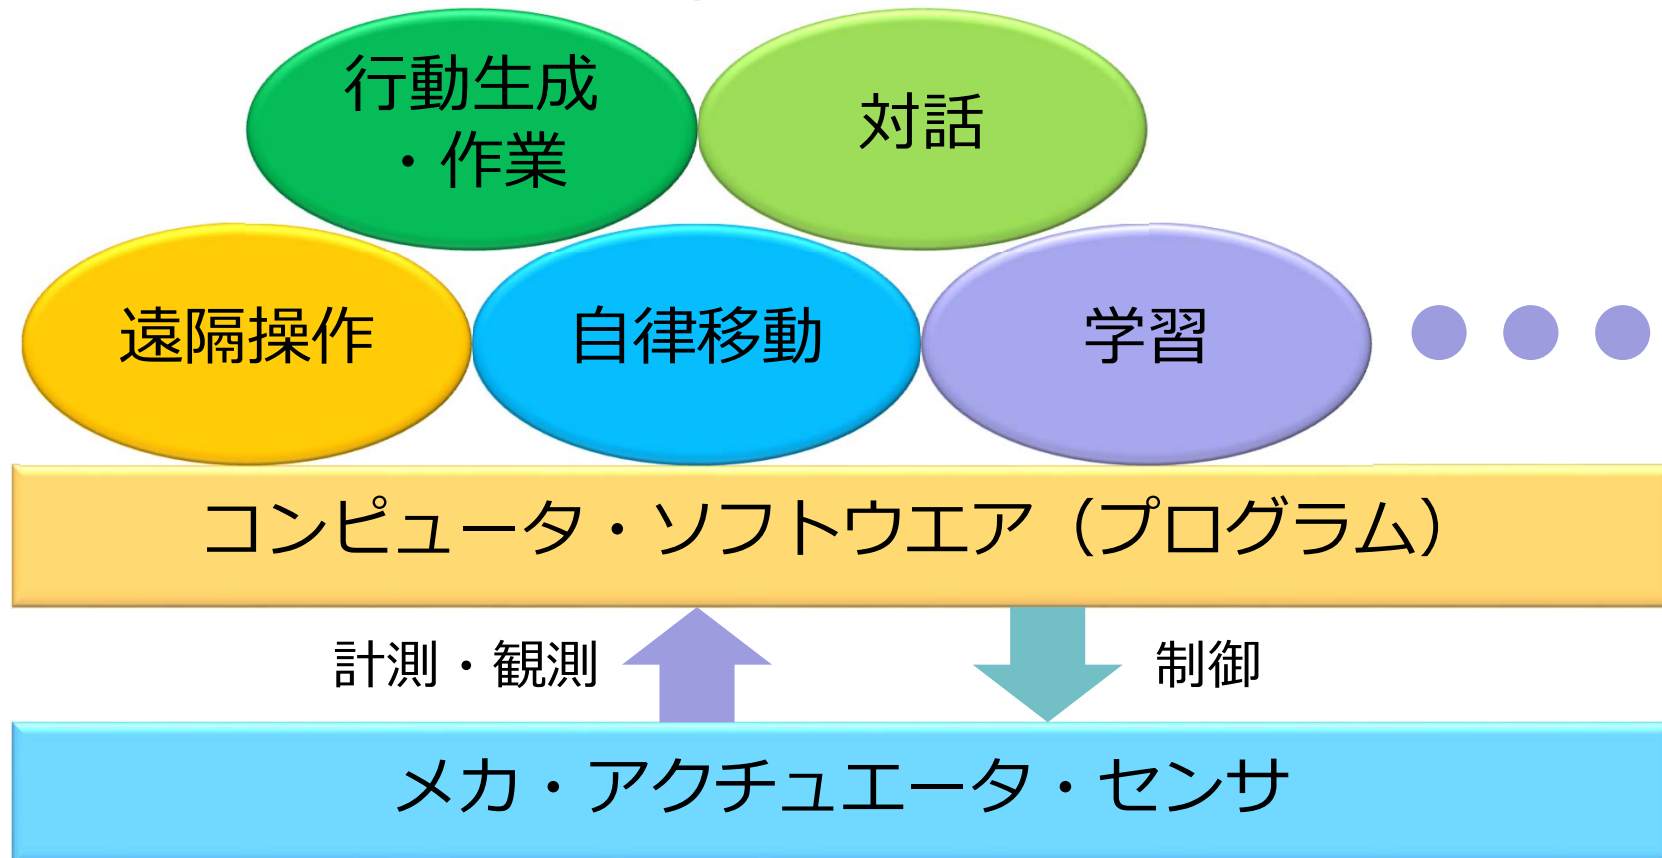 行動生成
・作業
対話
遠隔操作
自律移動
学習
コンピュータ・ソフトウエア（プログラム）
計測・観測
制御
メカ・アクチュエータ・センサ